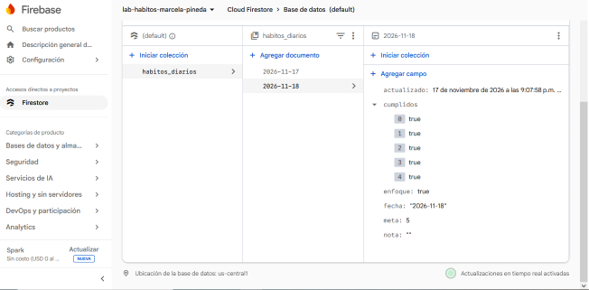 Firebase
lab-habitos-marcela-pineda
Cloud Firestore
Base de datos (default)
Buscar productos
Descripción general d...
Configuración
Accesos directos a proyectos
Firestore
Categorías de producto
Bases de datos y alma...
Seguridad
Servicios de IA
Hosting y sin servidores
DevOps y participación
Analytics
Spark
Sin costo (USD 0 al ...
Actualizar
NUEVA
(default)
Iniciar colección
habitos_diarios
habitos_diarios
Agregar documento
2026-11-17
2026-11-18
2026-11-18
Iniciar colección
Agregar campo
actualizado: 17 de noviembre de 2026 a las 9:07:58 p.m. ...
cumplidos
0 true
1 true
2 true
3 true
4 true
enfoque: true
fecha: "2026-11-18"
meta: 5
nota: ""
Ubicación de la base de datos: us-central1
Actualizaciones en tiempo real activadas